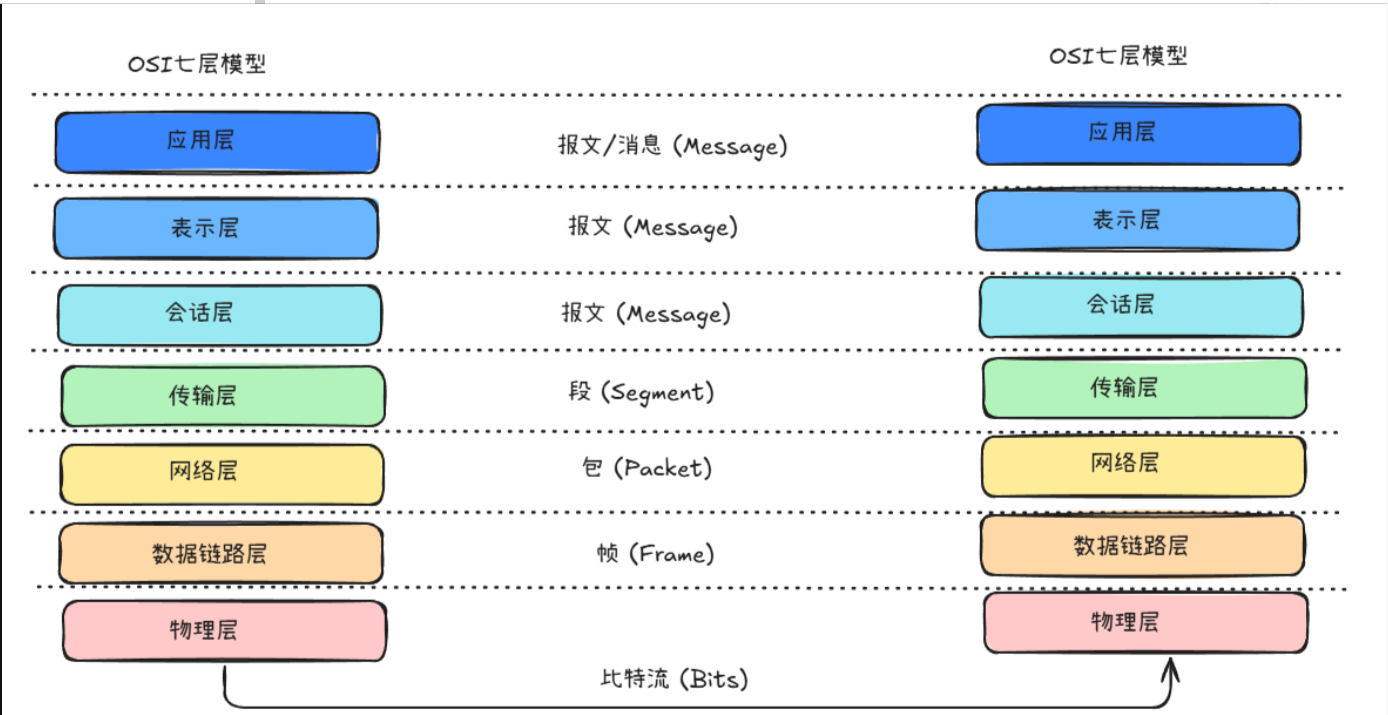 OSI七层模型
OSI七层模型
应用层
报文/消息 (Message)
应用层
表示层
报文 (Message)
表示层
会话层
报文 (Message)
会话层
传输层
段 (Segment)
传输层
网络层
包 (Packet)
网络层
数据链路层
帧 (Frame)
数据链路层
物理层
物理层
比特流 (Bits)